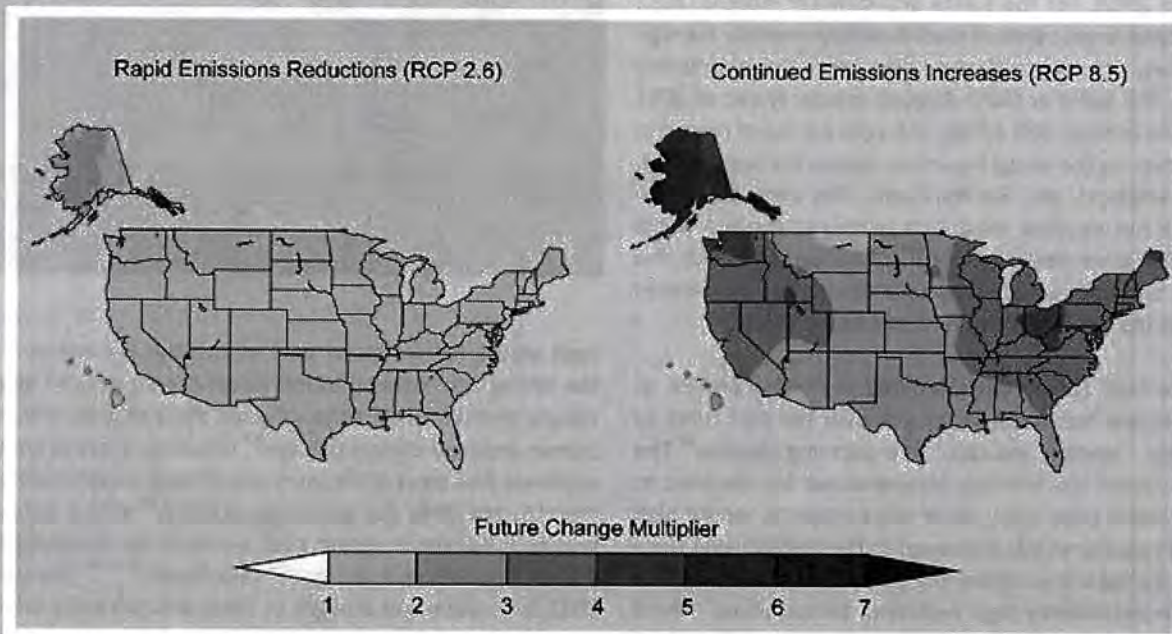 Rapid Emissions Reductions (RCP 2.6)
Continued Emissions Increases (RCP 8.5)
Future Change Multiplier
1 2 3 4 5 6 7